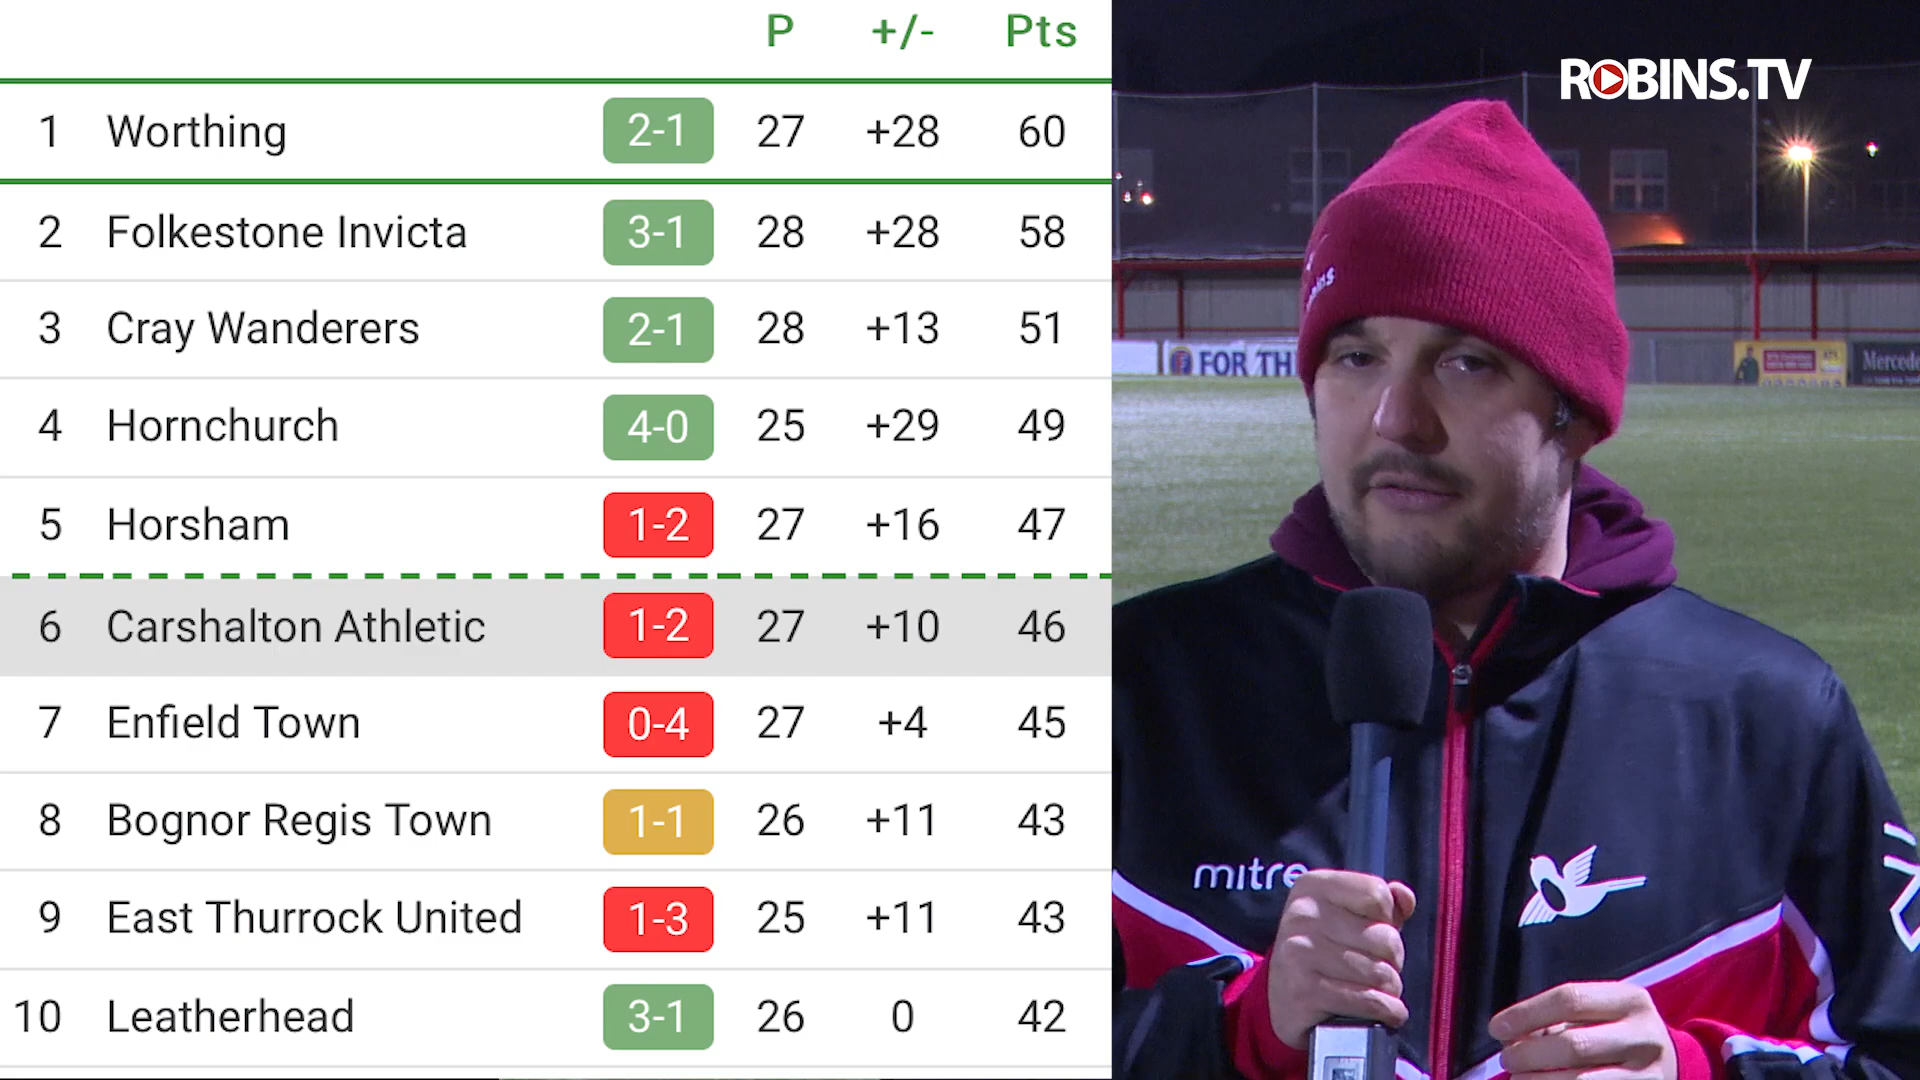 P +/- Pts
1 Worthing 2-1 27 +28 60
2 Folkestone Invicta 3-1 28 +28 58
3 Cray Wanderers 2-1 28 +13 51
4 Hornchurch 4-0 25 +29 49
5 Horsham 1-2 27 +16 47
6 Carshalton Athletic 1-2 27 +10 46
7 Enfield Town 0-4 27 +4 45
8 Bognor Regis Town 1-1 26 +11 43
9 East Thurrock United 1-3 25 +11 43
10 Leatherhead 3-1 26 0 42
ROBINS.TV
FOR TH
Mercede
mitre